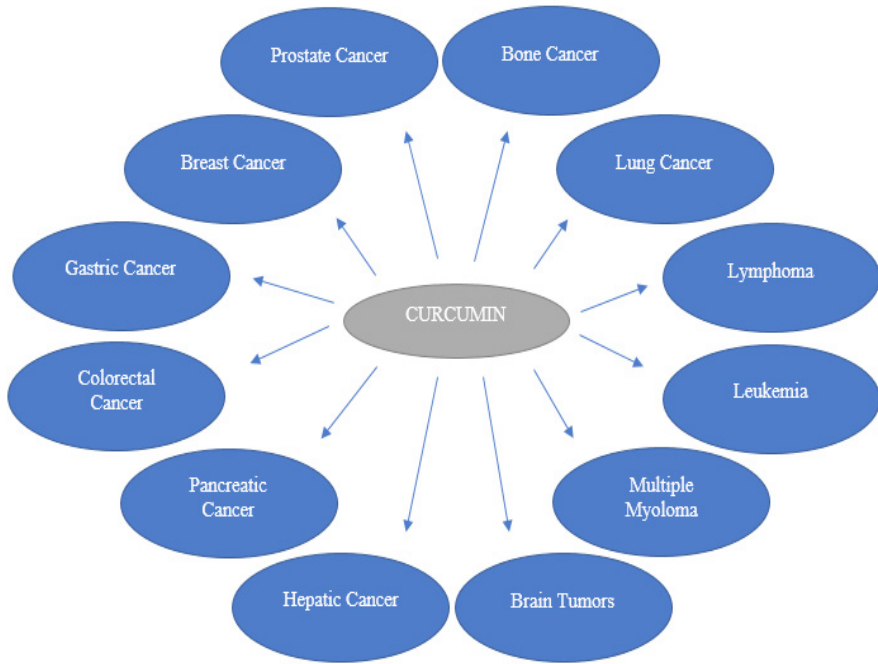 Prostate Cancer
Bone Cancer
Breast Cancer
Lung Cancer
Gastric Cancer
Lymphoma
CURCUMIN
Colorectal
Cancer
Leukemia
Pancreatic
Cancer
Multiple
Myoloma
Hepatic Cancer
Brain Tumors